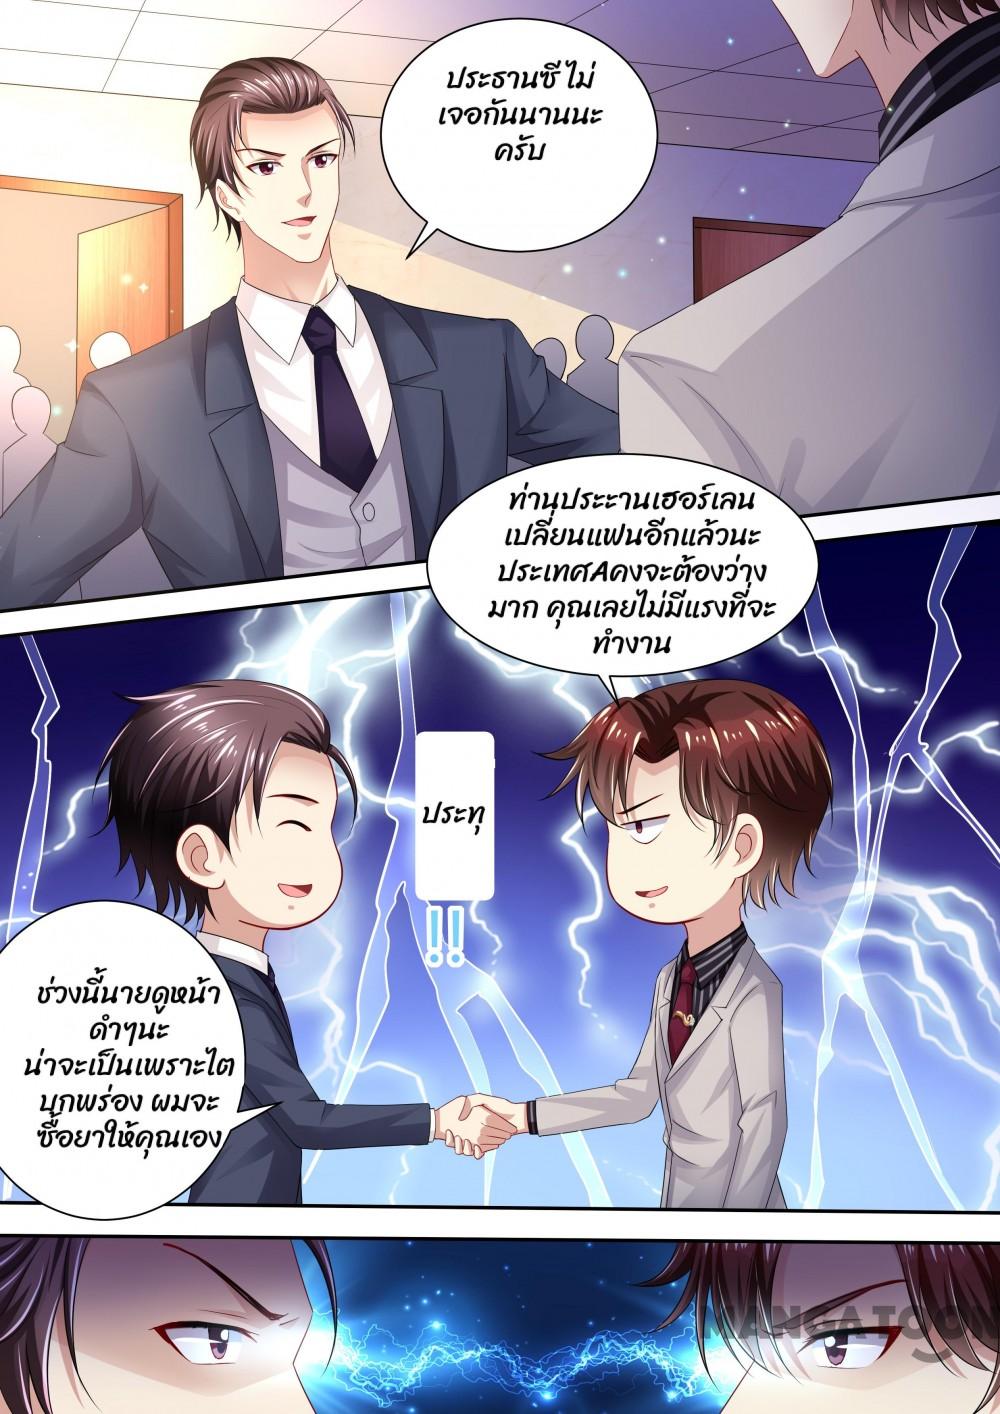 ประธานซี ไม่
เจอกันนานนะ
ครับ
ท่านประะานเฮอร์เลน
เปลี่ยนแฟนอีกแล้วนะ
ประเทศAคงจะต้องว่าง
มาก คุณเลยไม่มีแรงที่จะ
ทำงาน
ประทุ
!!
ช่วงนี้นายดูหน้า
ดำๆนะ
น่าจะเป็นเพราะไต
บกพร่อง ผมจะ
ซื้อยาให้คุณเอง
MANGATOON